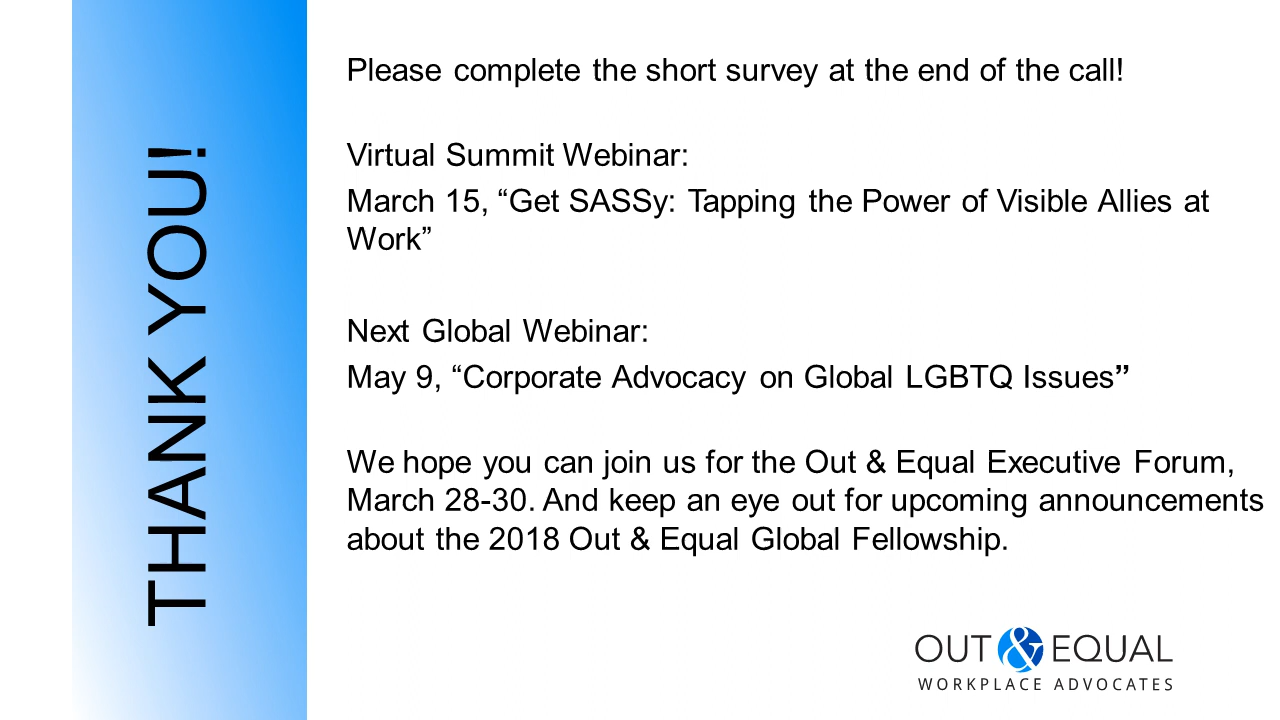 THANK YOU!
Please complete the short survey at the end of the call!
Virtual Summit Webinar:
March 15, “Get SASSy: Tapping the Power of Visible Allies at
Work”
Next Global Webinar:
May 9, “Corporate Advocacy on Global LGBTQ Issues”
We hope you can join us for the Out & Equal Executive Forum,
March 28-30. And keep an eye out for upcoming announcements
about the 2018 Out & Equal Global Fellowship.
OUT & EQUAL
WORKPLACE ADVOCATES